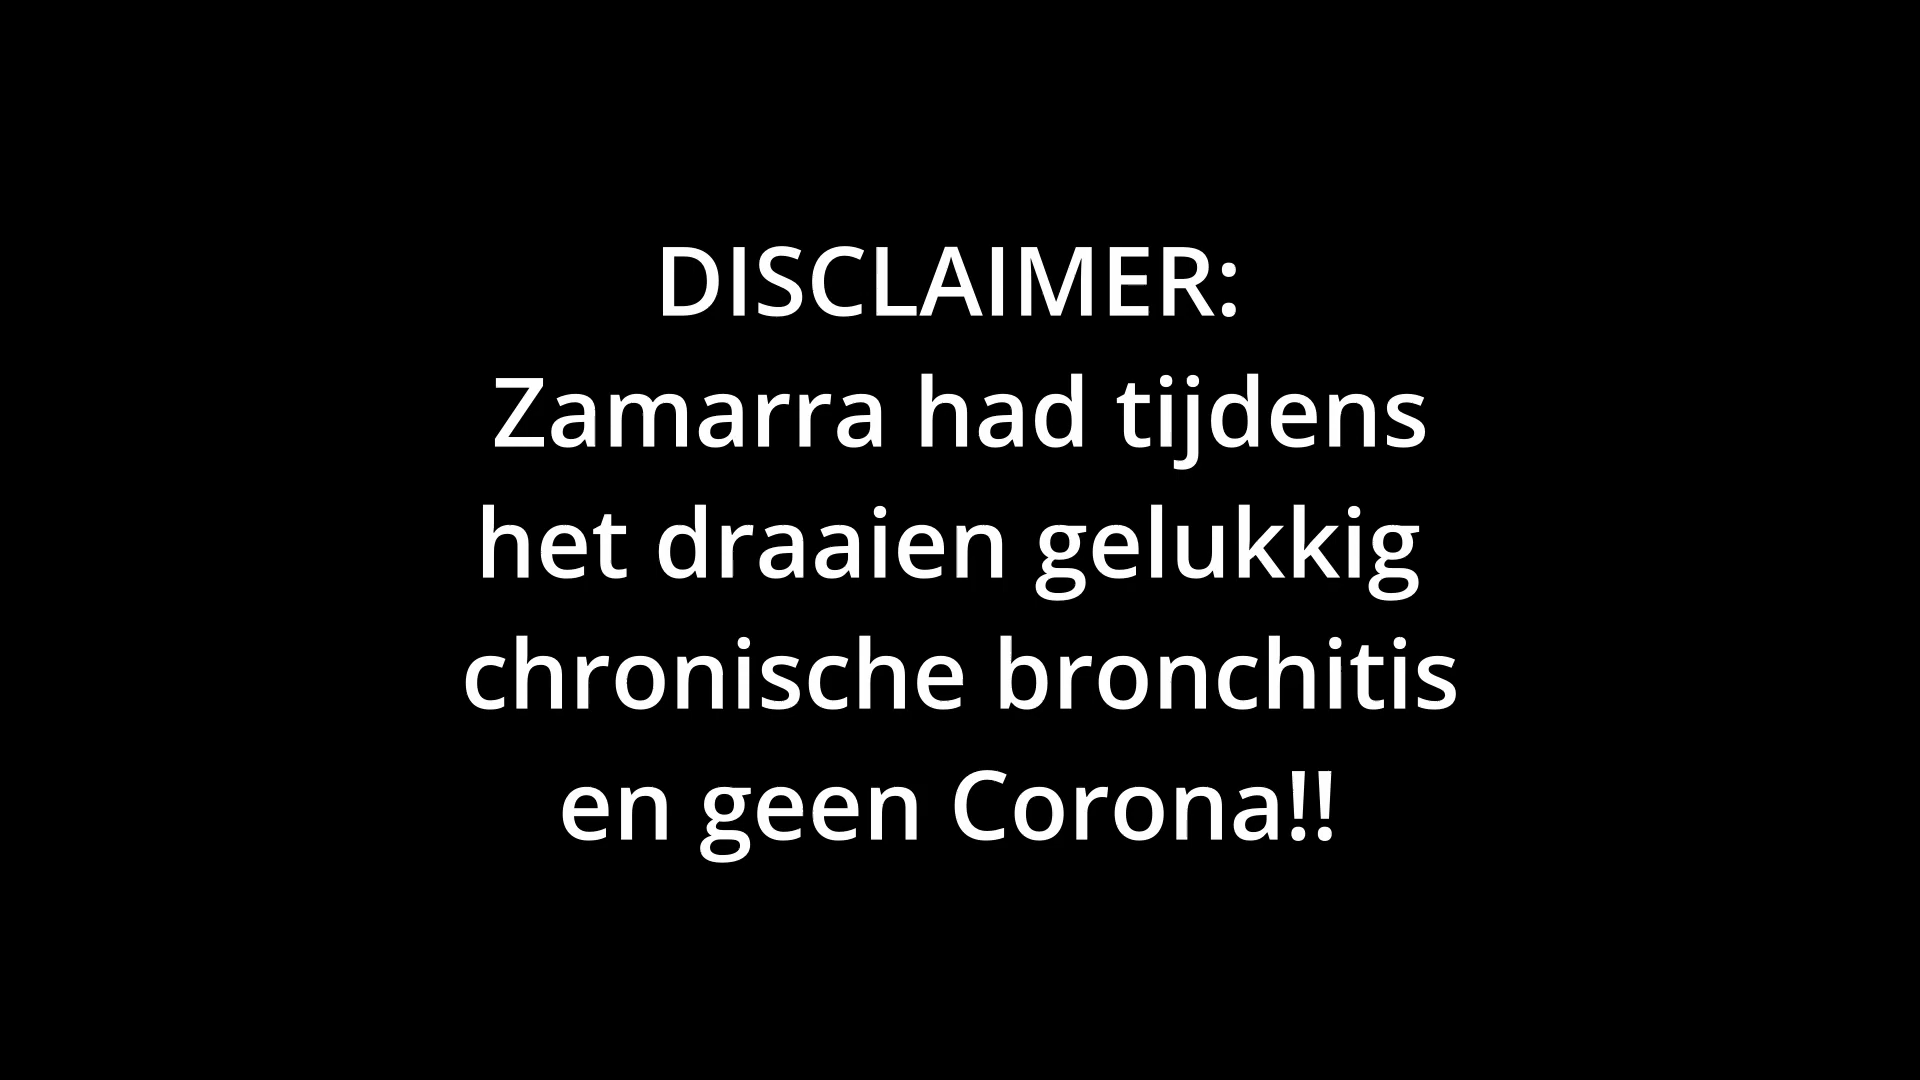 DISCLAIMER:
Zamarra had tijdens
het draaien gelukkig
chronische bronchitis
en geen Corona!!